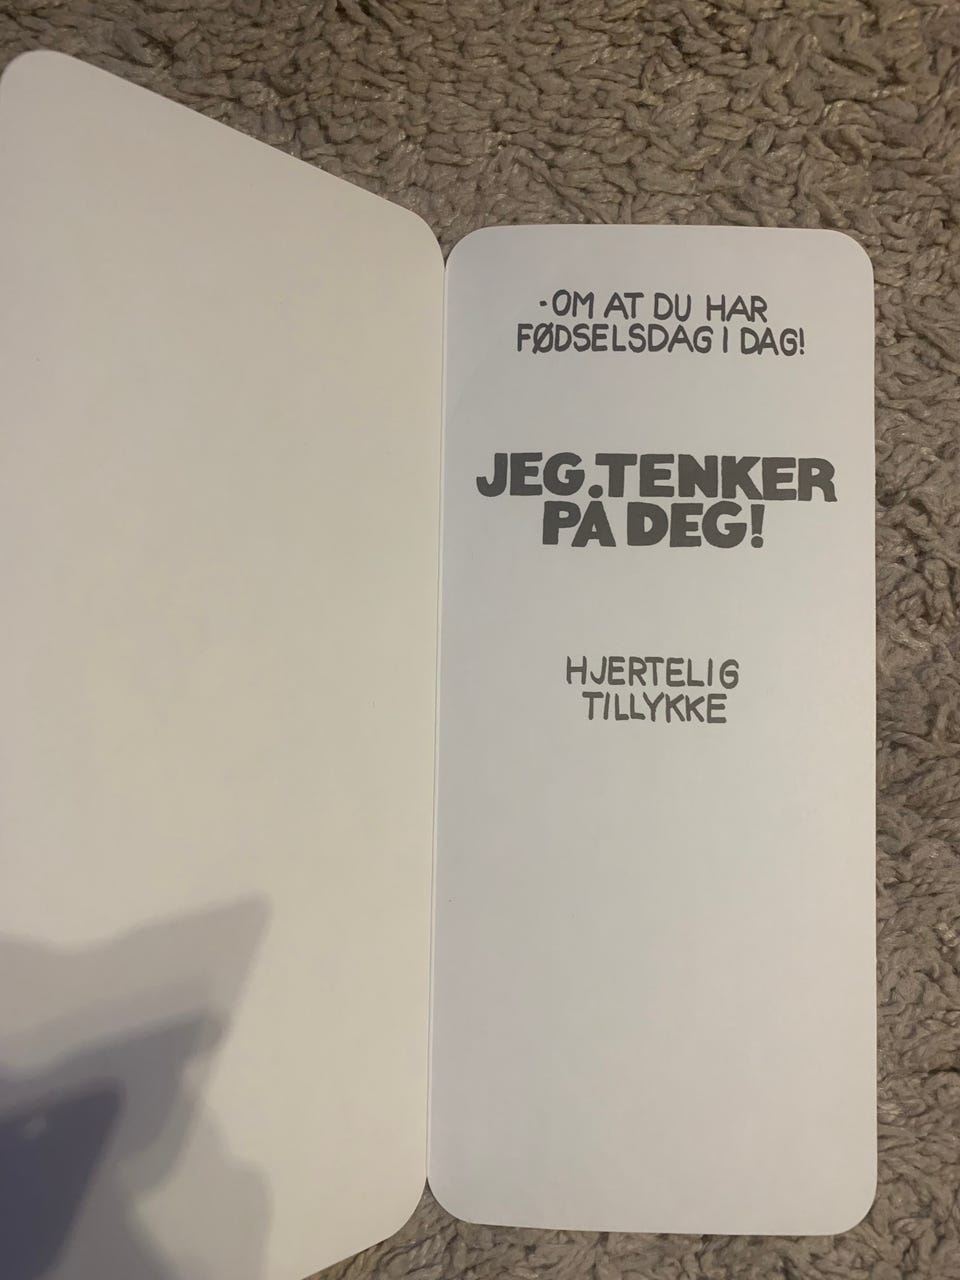 -OM AT DU HAR
FØDSELSDAG I DAG!
JEG TENKER
PÅ DEG!
HJERTELIG
TILLYKKE